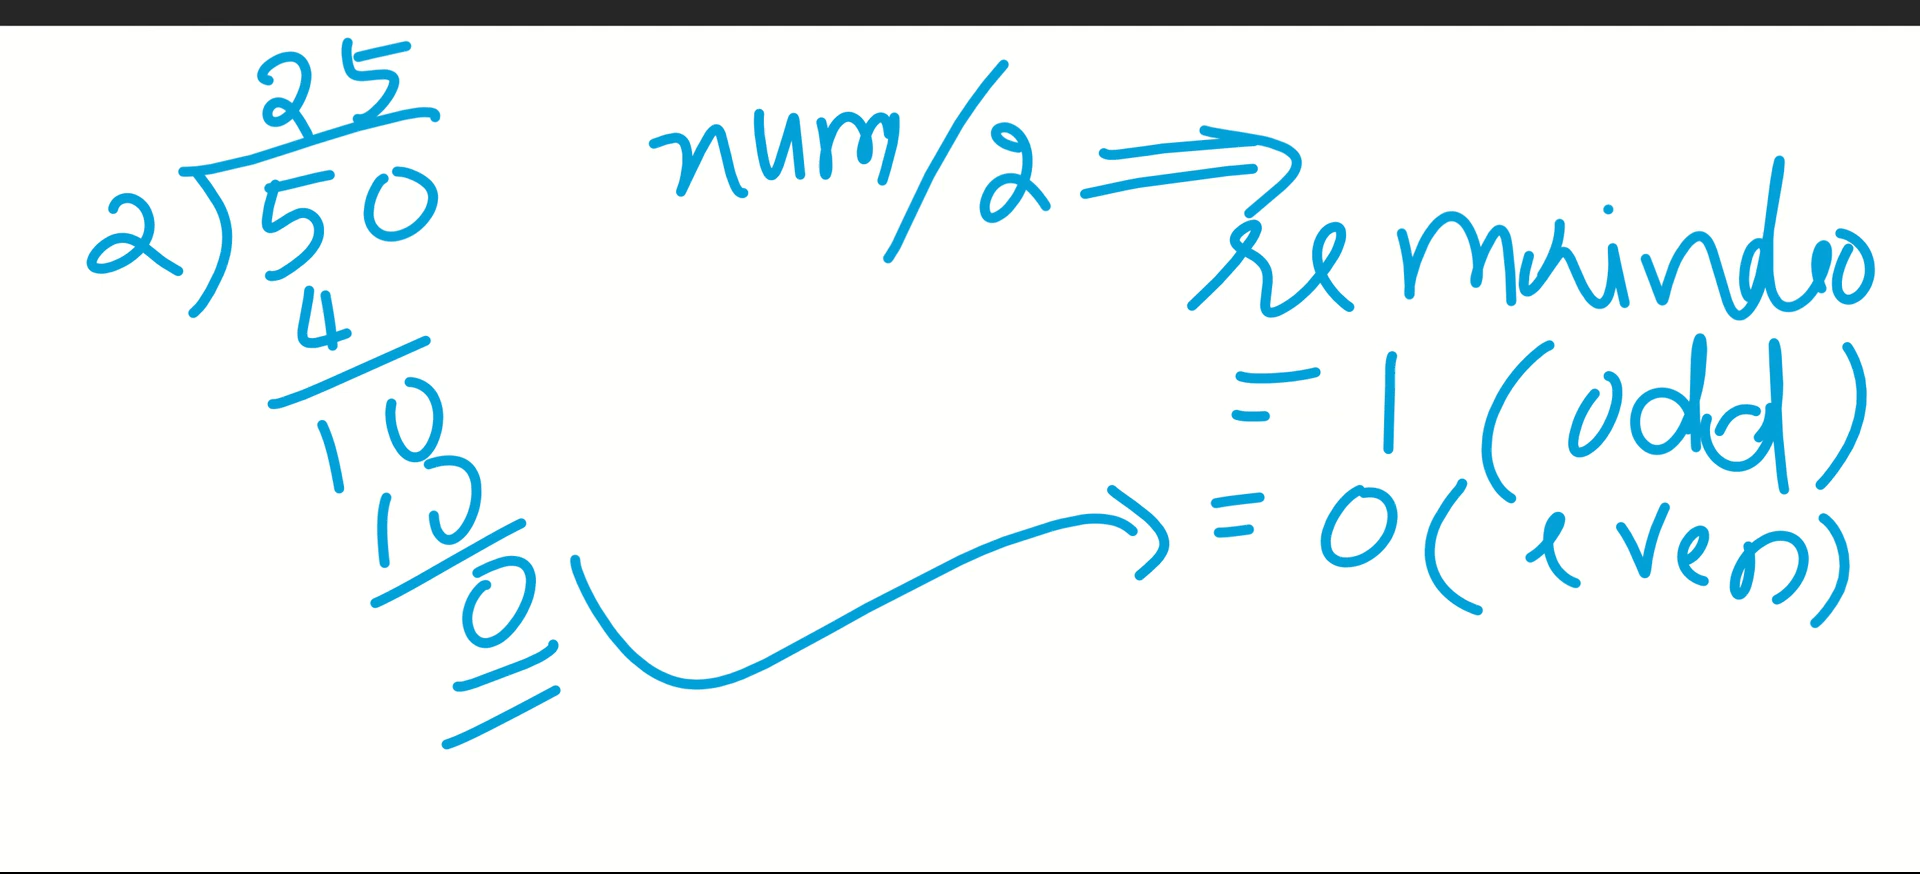 25
2)50
4
10
10
0
num/2 ⇒
remainder
= 1 (odd)
= 0 (even)